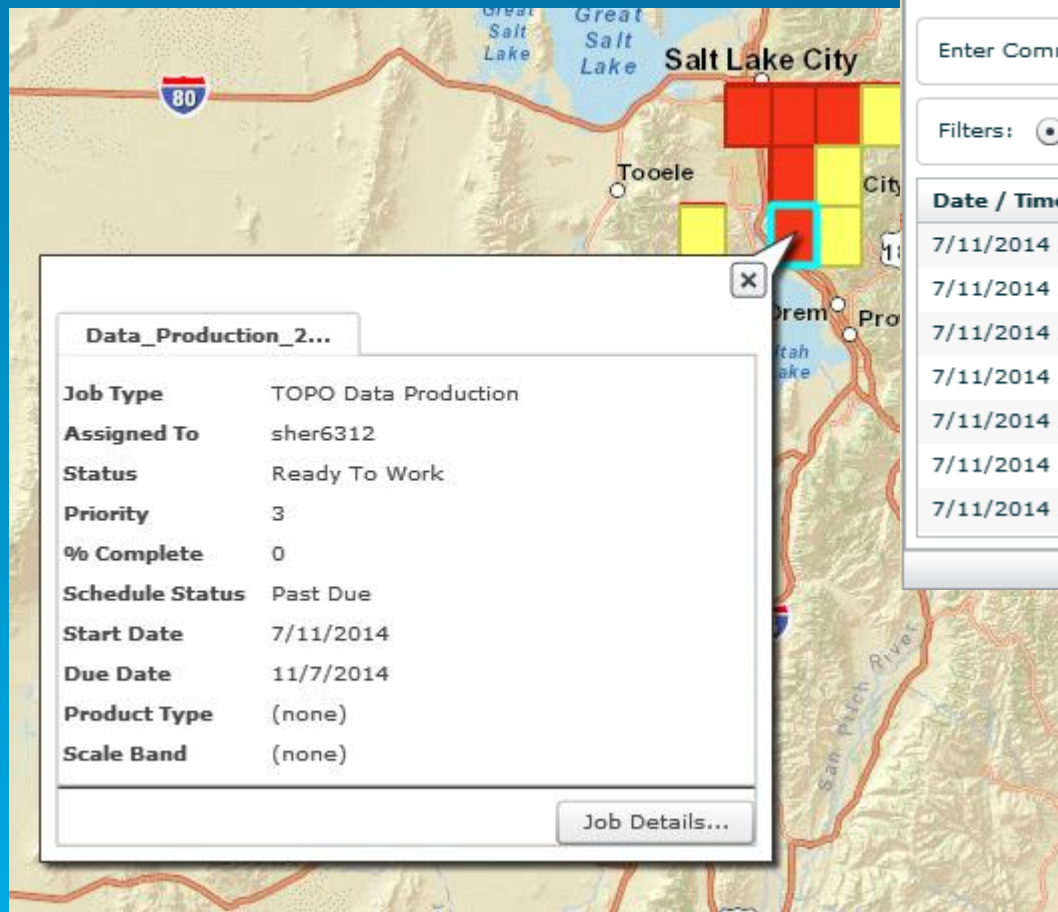 Great
Salt
Lake
Great
Salt
Lake
Salt Lake City
80
Tooele
City
Data_Production_2...
Job Type TOPO Data Production
Assigned To sher6312
Status Ready To Work
Priority 3
% Complete 0
Schedule Status Past Due
Start Date 7/11/2014
Due Date 11/7/2014
Product Type (none)
Scale Band (none)
Job Details...
San Pitch River
Enter Comm
Filters:
Date / Time
7/11/2014
7/11/2014
7/11/2014
7/11/2014
7/11/2014
7/11/2014
7/11/2014